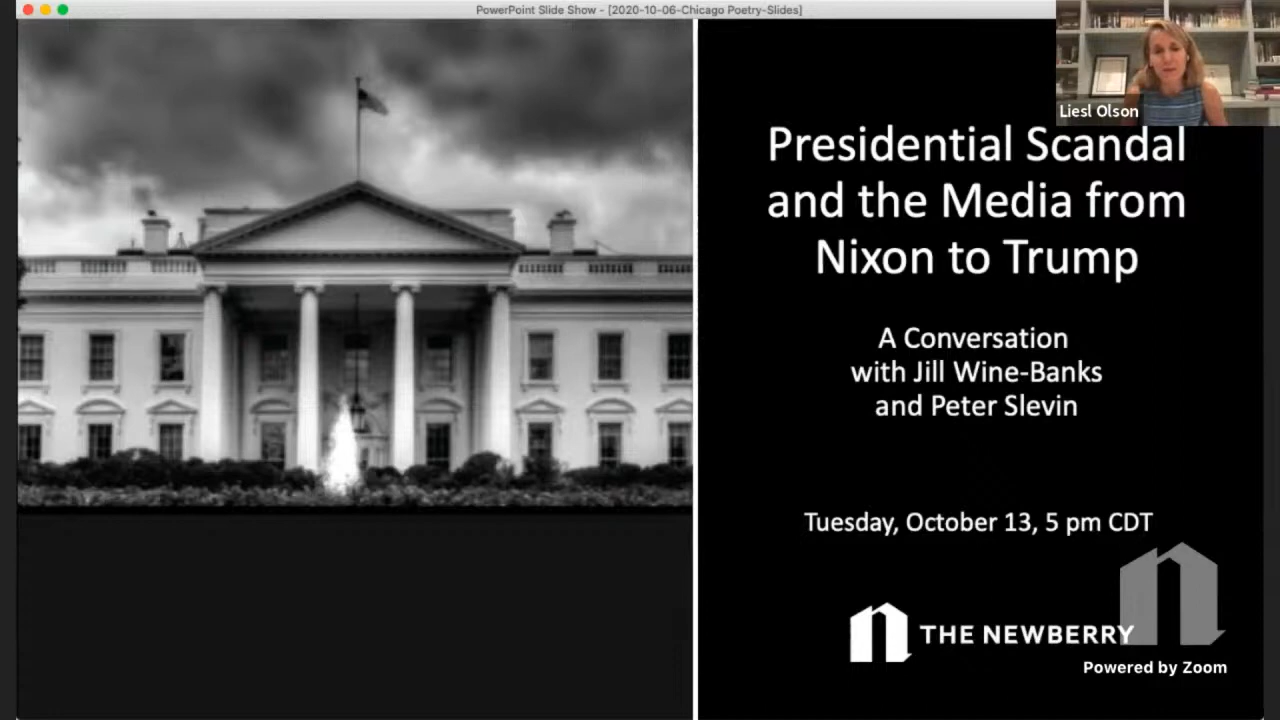 PowerPoint Slide Show - [2020-10-06-Chicago Poetry-Slides]
Liesl Olson
Presidential Scandal
and the Media from
Nixon to Trump
A Conversation
with Jill Wine-Banks
and Peter Slevin
Tuesday, October 13, 5 pm CDT
THE NEWBERRY
Powered by Zoom